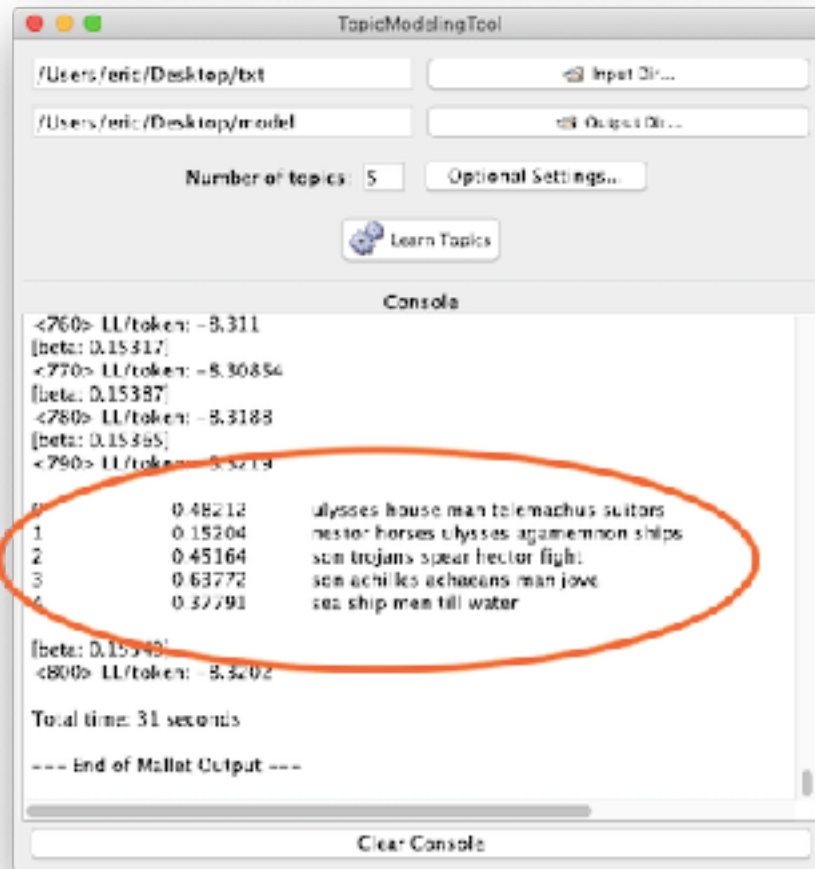 TopicModelingTool
/Users/eric/Desktop/txt Input Dir...
/Users/eric/Desktop/model Output Dir...
Number of topics: 5 Optional Settings...
Learn Topics
Console
<760> LL/token: -8.311
[beta: 0.15317]
<770> LL/token: -8.30854
[beta: 0.15387]
<780> LL/token: -8.3188
[beta: 0.15365]
<790> LL/token: -8.3219
0 0.48212 ulysses house man telemachus suitors
1 0.15204 nestor horses ulysses agamemnon ships
2 0.45164 son trojans spear hector fight
3 0.63772 son achilles achaeans man jove
4 0.37791 sea ship men till water
[beta:
<800> LL/token: -8.3202
Total time: 31 seconds
--- End of Mallet Output ---
Clear Console